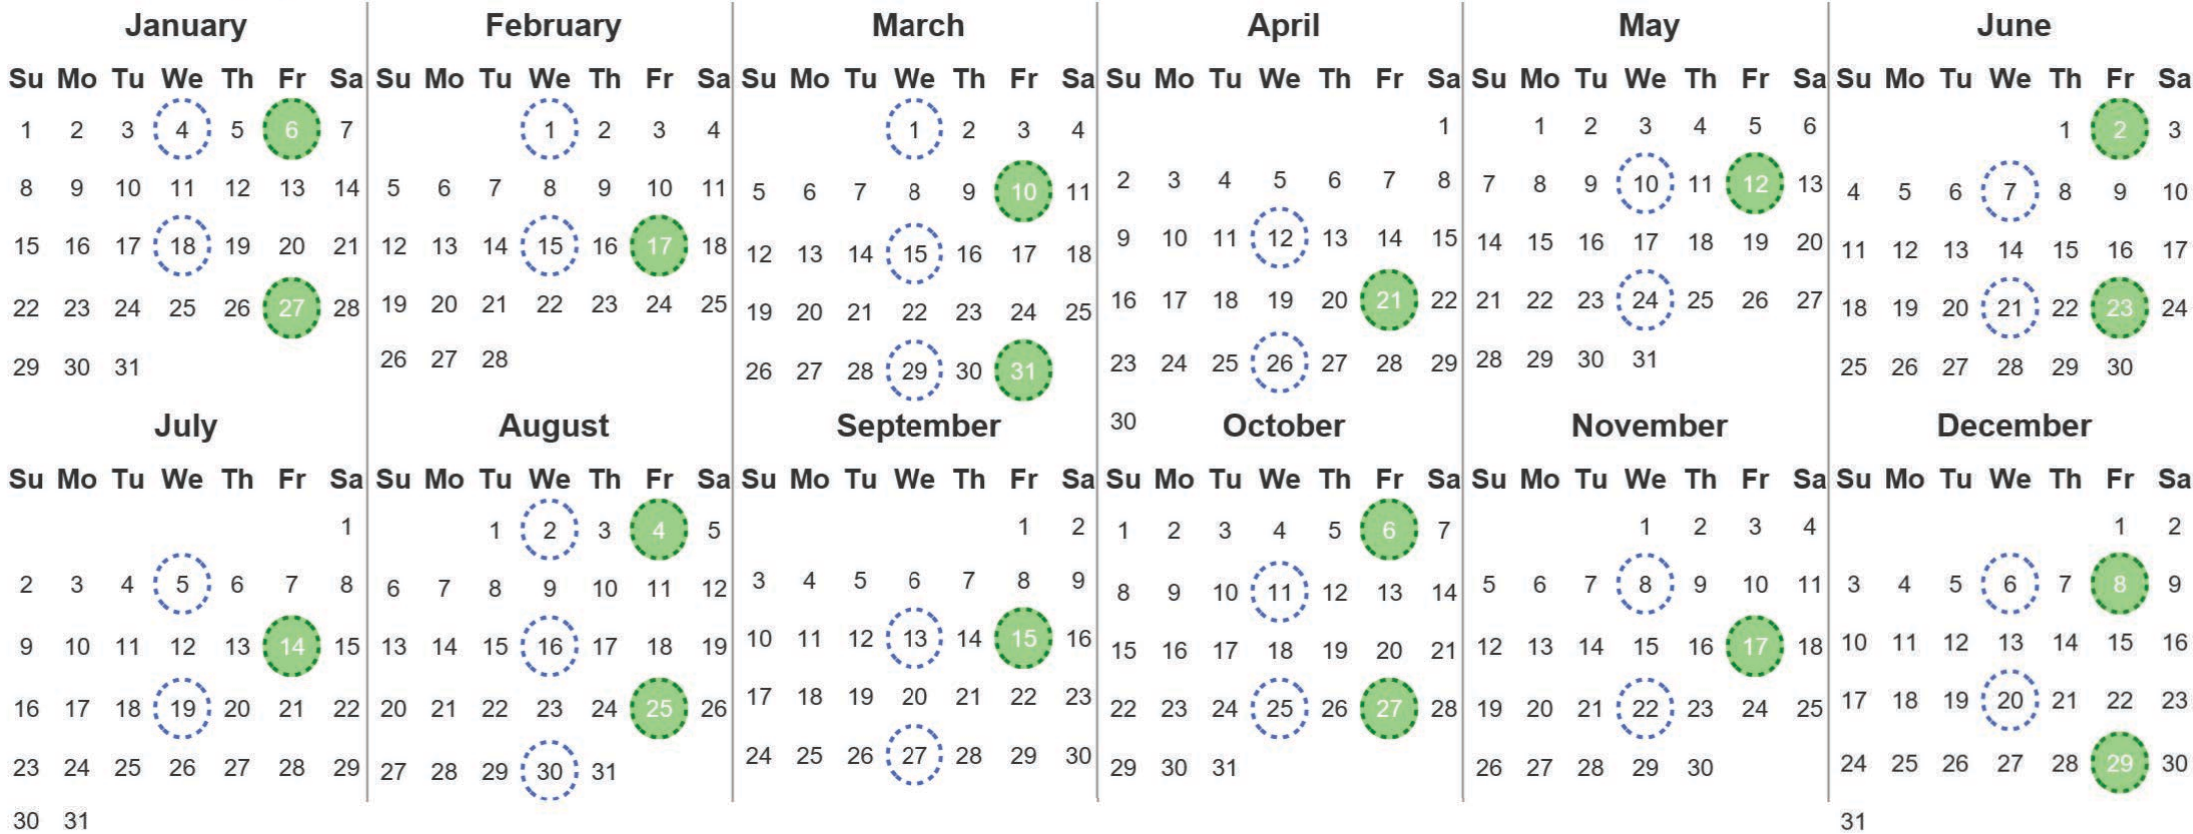 January February March April May June
Su Mo Tu We Th Fr Sa Su Mo Tu We Th Fr Sa Su Mo Tu We Th Fr Sa Su Mo Tu We Th Fr Sa Su Mo Tu We Th Fr Sa Su Mo Tu We Th Fr Sa
1 2 3 4 5 6 7 1 2 3 4 1 2 3 4 1 1 2 3 4 5 6 1 2 3
8 9 10 11 12 13 14 5 6 7 8 9 10 11 5 6 7 8 9 10 11 2 3 4 5 6 7 8 7 8 9 10 11 12 13 4 5 6 7 8 9 10
15 16 17 18 19 20 21 12 13 14 15 16 17 18 12 13 14 15 16 17 18 9 10 11 12 13 14 15 14 15 16 17 18 19 20 11 12 13 14 15 16 17
22 23 24 25 26 27 28 19 20 21 22 23 24 25 19 20 21 22 23 24 25 16 17 18 19 20 21 22 21 22 23 24 25 26 27 18 19 20 21 22 23 24
29 30 31 26 27 28 26 27 28 29 30 31 23 24 25 26 27 28 29 28 29 30 31 25 26 27 28 29 30
30
July August September October November December
Su Mo Tu We Th Fr Sa Su Mo Tu We Th Fr Sa Su Mo Tu We Th Fr Sa Su Mo Tu We Th Fr Sa Su Mo Tu We Th Fr Sa Su Mo Tu We Th Fr Sa
1 1 2 3 4 5 1 2 1 2 3 4 5 6 7 1 2 3 4 1 2
2 3 4 5 6 7 8 6 7 8 9 10 11 12 3 4 5 6 7 8 9 8 9 10 11 12 13 14 5 6 7 8 9 10 11 3 4 5 6 7 8 9
9 10 11 12 13 14 15 13 14 15 16 17 18 19 10 11 12 13 14 15 16 15 16 17 18 19 20 21 12 13 14 15 16 17 18 10 11 12 13 14 15 16
16 17 18 19 20 21 22 20 21 22 23 24 25 26 17 18 19 20 21 22 23 22 23 24 25 26 27 28 19 20 21 22 23 24 25 17 18 19 20 21 22 23
23 24 25 26 27 28 29 27 28 29 30 31 24 25 26 27 28 29 30 29 30 31 26 27 28 29 30 24 25 26 27 28 29 30
30 31 31